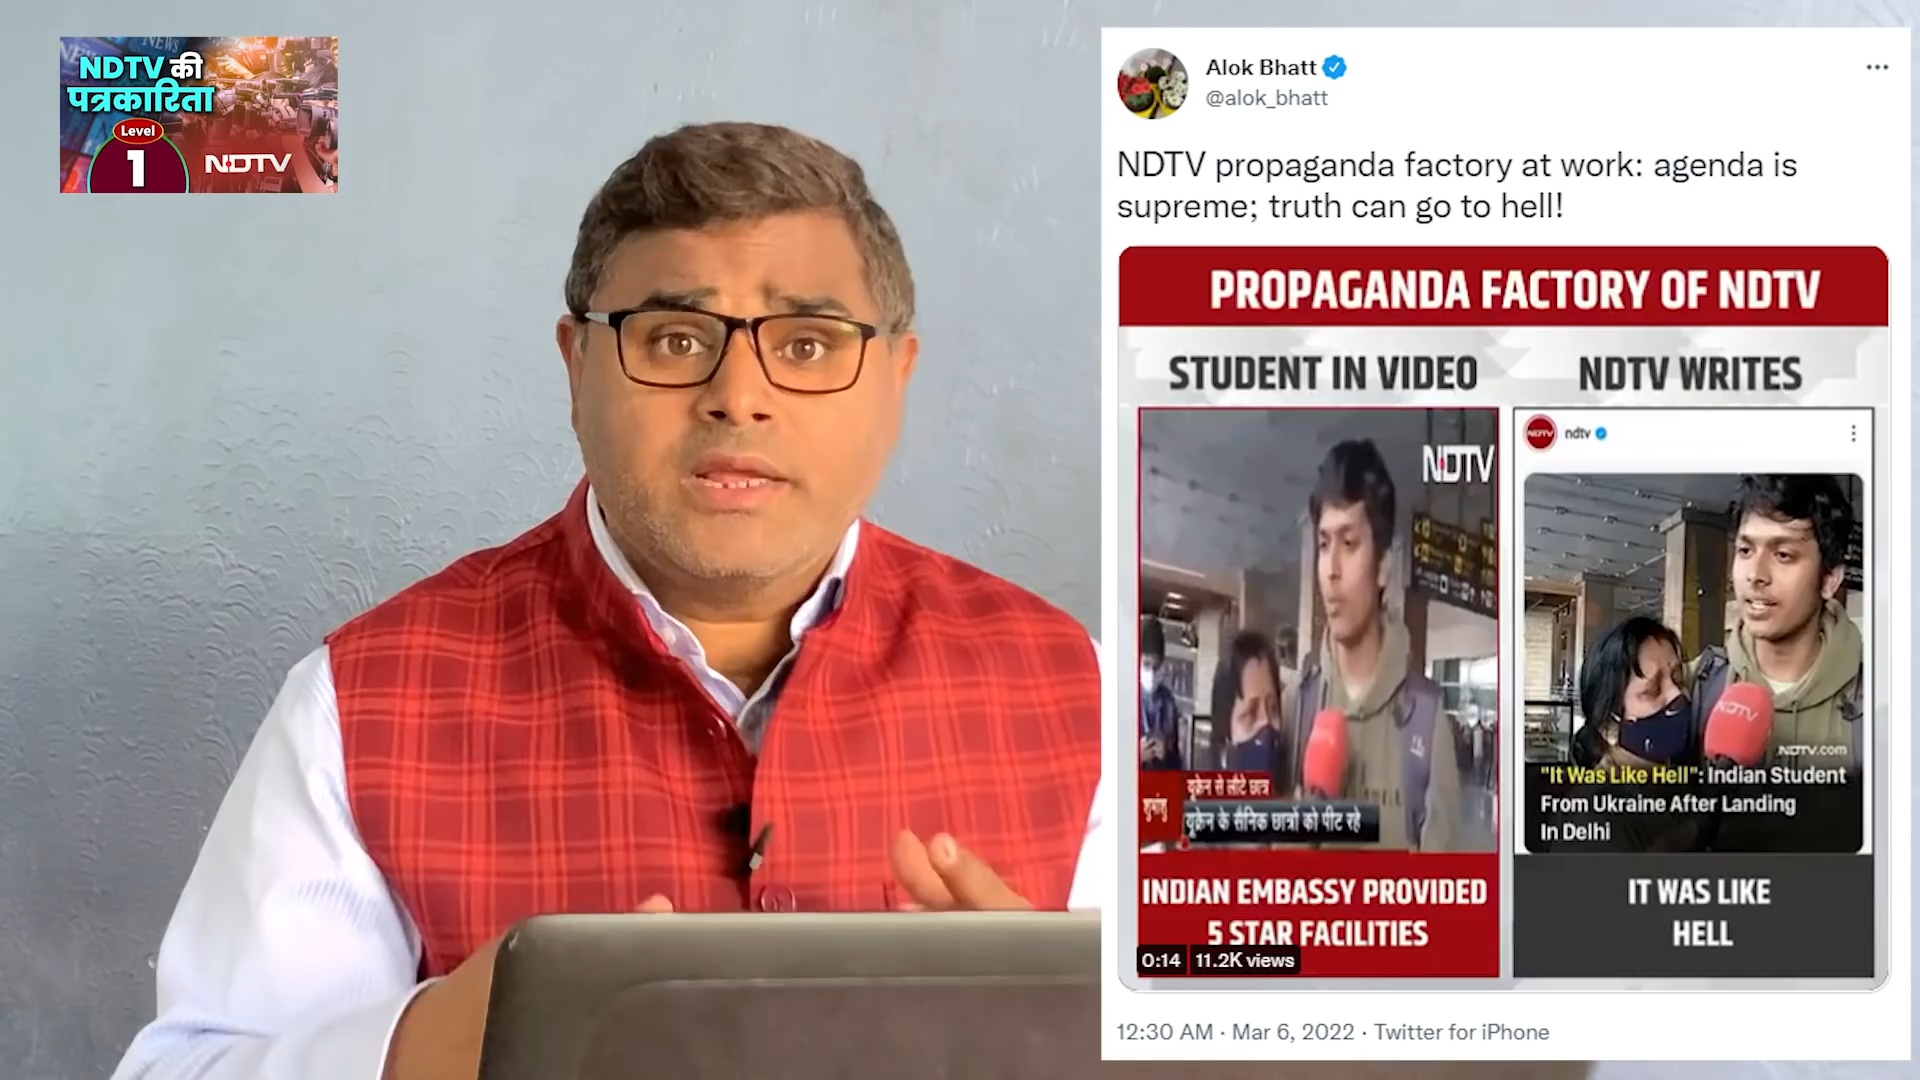 NEWS
NEWS
NDTV की
पत्रकारिता
Level
1
NDTV
Alok Bhatt
@alok_bhatt
NDTV propaganda factory at work: agenda is
supreme; truth can go to hell!
PROPAGANDA FACTORY OF NDTV
STUDENT IN VIDEO
NDTV
यूक्रेन से लौटे छात्र
शुभांशु
यूक्रेन के सैनिक छात्रों को पीट रहे
INDIAN EMBASSY PROVIDED
5 STAR FACILITIES
0:14 11.2K views
NDTV WRITES
NDTV
ndtv
NDTV
NDTV.com
"It Was Like Hell": Indian Student
From Ukraine After Landing
In Delhi
IT WAS LIKE
HELL
12:30 AM · Mar 6, 2022 · Twitter for iPhone